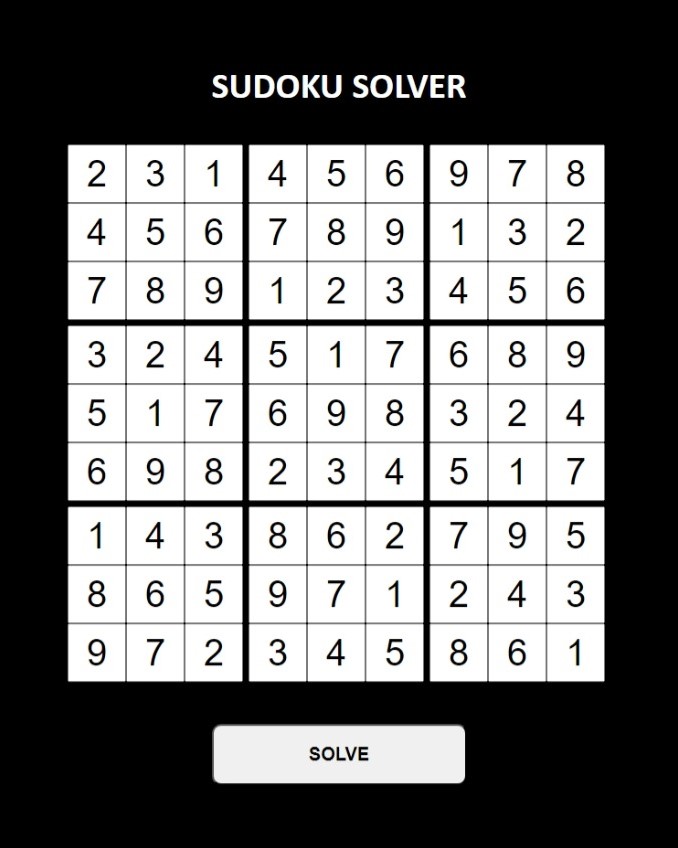 SUDOKU SOLVER
2 3 1 4 5 6 9 7 8
4 5 6 7 8 9 1 3 2
7 8 9 1 2 3 4 5 6
3 2 4 5 1 7 6 8 9
5 1 7 6 9 8 3 2 4
6 9 8 2 3 4 5 1 7
1 4 3 8 6 2 7 9 5
8 6 5 9 7 1 2 4 3
9 7 2 3 4 5 8 6 1
SOLVE